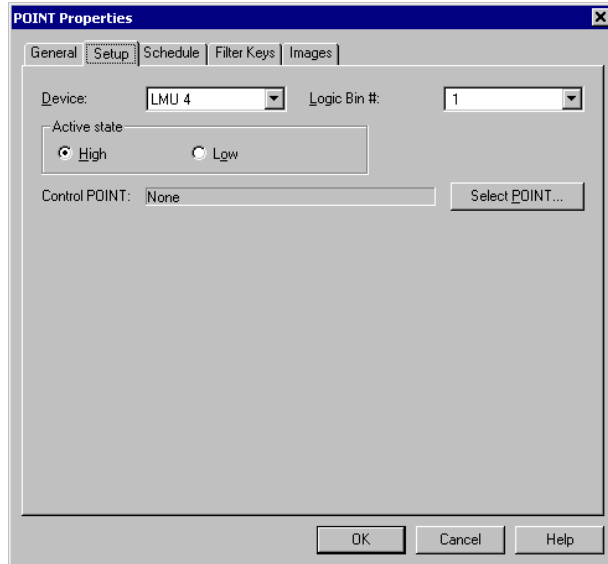 POINT Properties
General Setup Schedule Filter Keys Images
Device: LMU 4 Logic Bin #: 1
Active state
High Low
Control POINT: None Select POINT...
OK Cancel Help